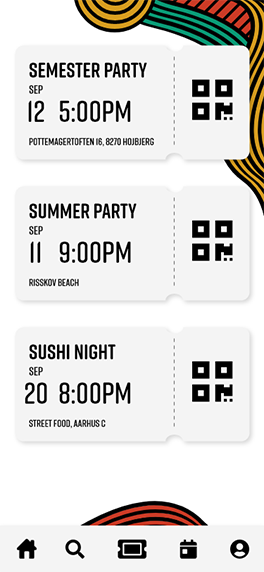 SEMESTER PARTY
SEP
12 5:00PM
POTTEMAGERTOFTEN 16, 8270 HOJBJERG
SUMMER PARTY
SEP
11 9:00PM
RISSKOV BEACH
SUSHI NIGHT
SEP
20 8:00PM
STREET FOOD, AARHUS C